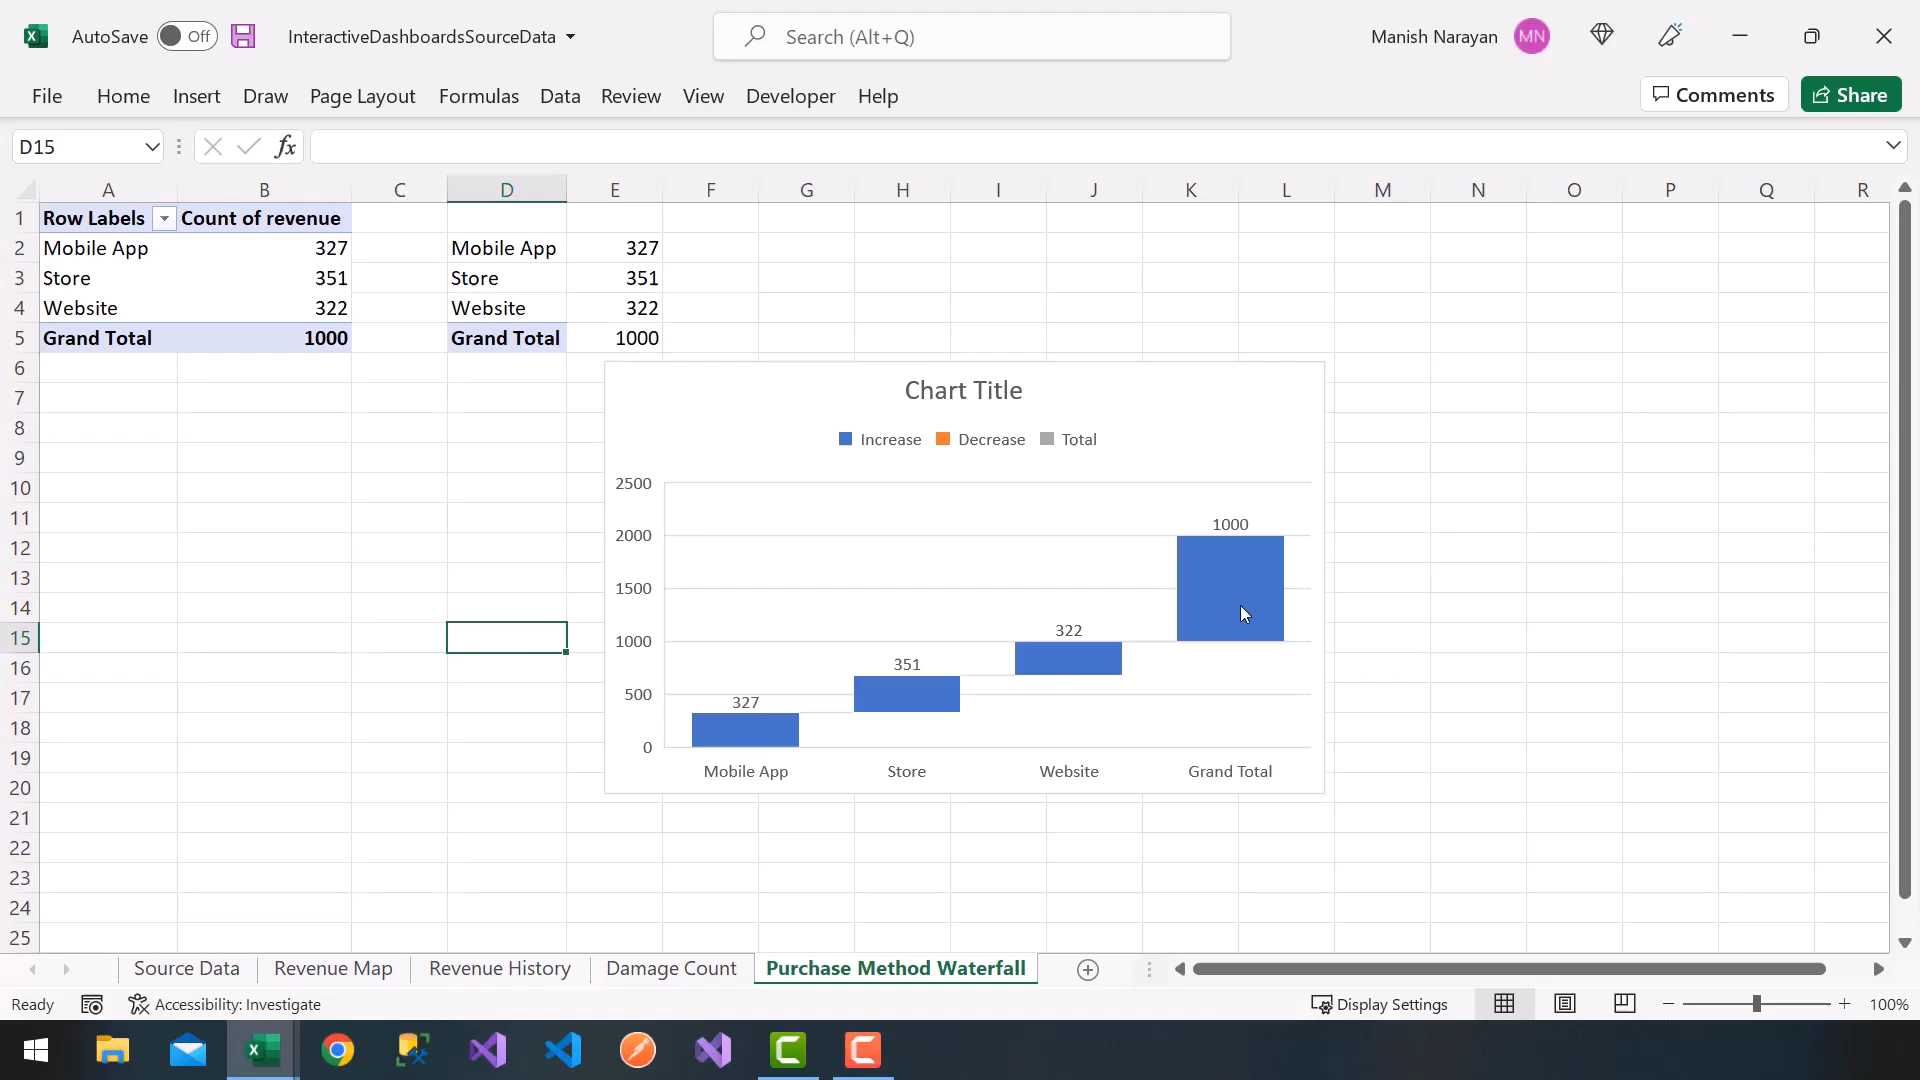 AutoSave Off InteractiveDashboardsSourceData Search (Alt+Q) Manish Narayan MN
File Home Insert Draw Page Layout Formulas Data Review View Developer Help Comments Share
D15 fx
A B C D E F G H I J K L M N O P Q R
1 Row Labels Count of revenue
2 Mobile App 327 Mobile App 327
3 Store 351 Store 351
4 Website 322 Website 322
5 Grand Total 1000 Grand Total 1000
6
7
8
9
10
11
12
13
14
15
16
17
18
19
20
21
22
23
24
25
Chart Title
Increase Decrease Total
2500
2000
1500
1000
500
0
327
351
322
1000
Mobile App Store Website Grand Total
Source Data Revenue Map Revenue History Damage Count Purchase Method Waterfall
Ready Accessibility: Investigate Display Settings 100%